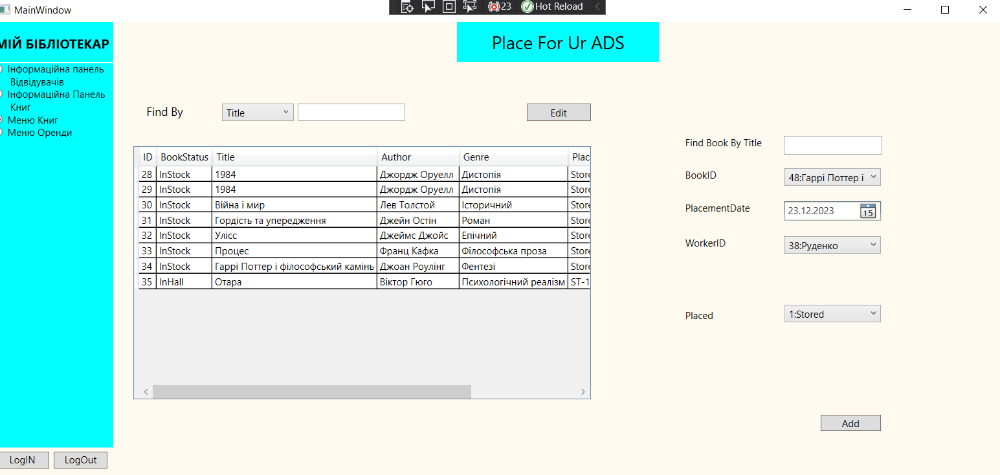 MainWindow
23 Hot Reload
МІЙ БІБЛІОТЕКАР
Place For Ur ADS
Інформаційна панель
Відвідувачів
Інформаційна Панель
Книг
Меню Книг
Меню Оренди
Find By Title Edit
ID BookStatus Title Author Genre Plac
28 InStock 1984 Джордж Оруелл Дистопія Store
29 InStock 1984 Джордж Оруелл Дистопія Store
30 InStock Війна і мир Лев Толстой Історичний Store
31 InStock Гордість та упередження Джейн Остін Роман Store
32 InStock Улісс Джеймс Джойс Епічний Store
33 InStock Процес Франц Кафка Філософська проза Store
34 InStock Гаррі Поттер і філософський камінь Джоан Роулінг Фентезі Store
35 InHall Отара Віктор Гюго Психологічний реалізм ST-1
Find Book By Title
BookID 48:Гаррі Поттер і
PlacementDate 23.12.2023 15
WorkerID 38:Руденко
Placed 1:Stored
Add
LogIN LogOut